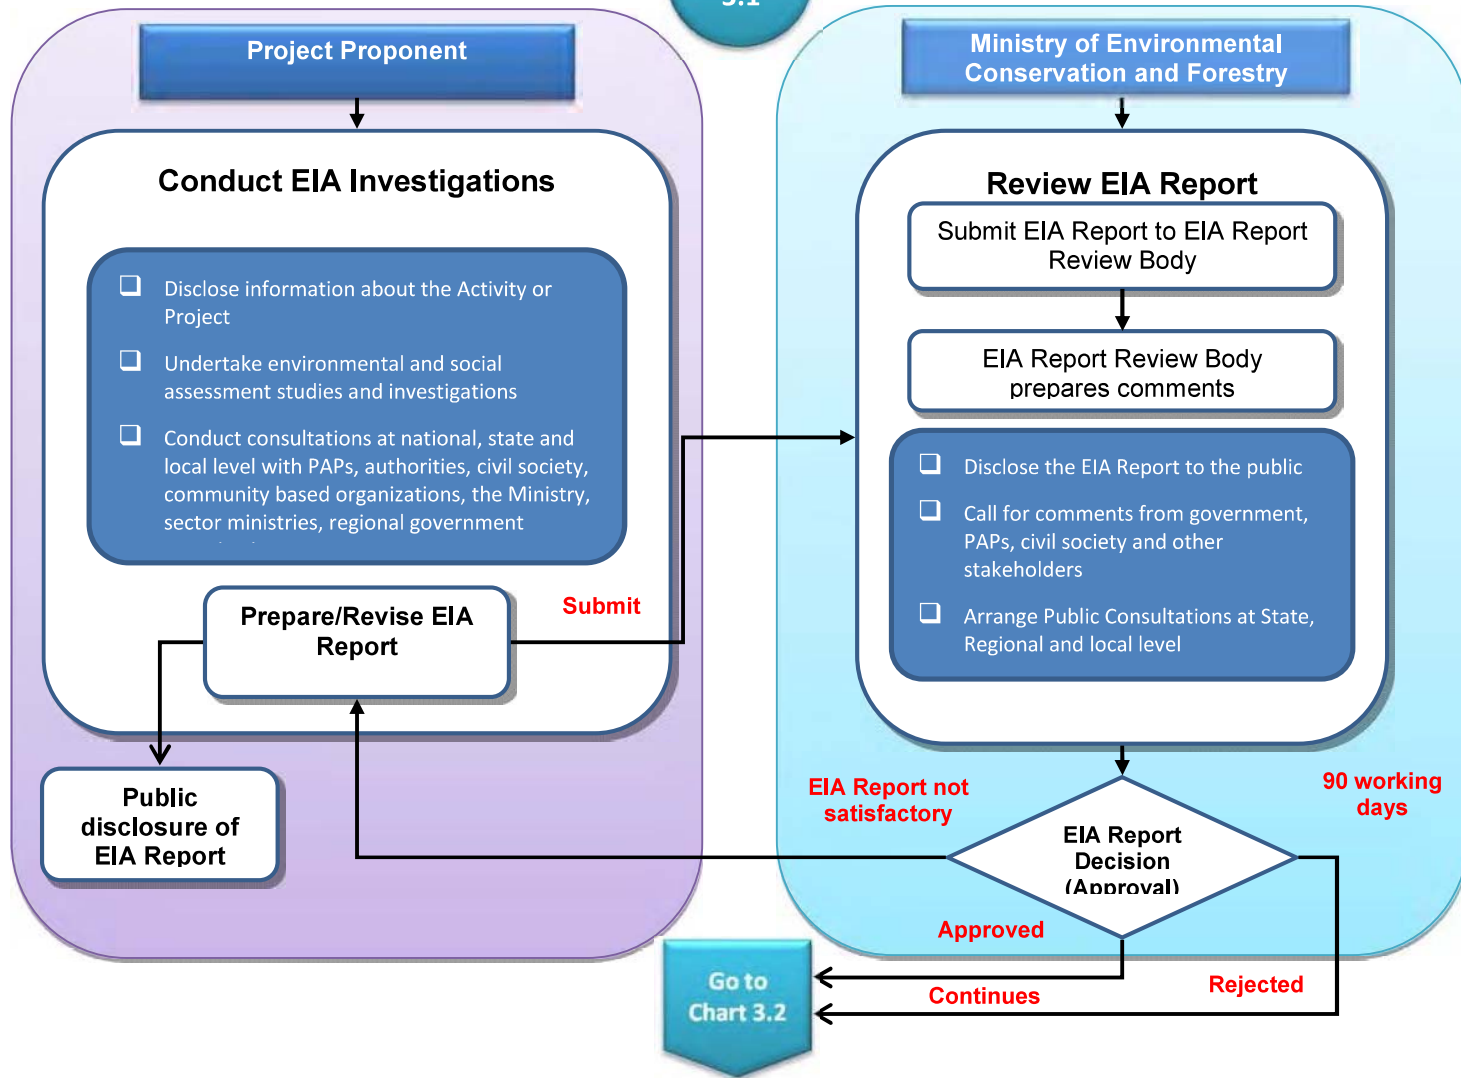 3.1
Project Proponent
Conduct EIA Investigations
❑ Disclose information about the Activity or
Project
❑ Undertake environmental and social
assessment studies and investigations
❑ Conduct consultations at national, state and
local level with PAPs, authorities, civil society,
community based organizations, the Ministry,
sector ministries, regional government
Prepare/Revise EIA
Report
Submit
Public
disclosure of
EIA Report
Ministry of Environmental
Conservation and Forestry
Review EIA Report
Submit EIA Report to EIA Report
Review Body
EIA Report Review Body
prepares comments
❑ Disclose the EIA Report to the public
❑ Call for comments from government,
PAPs, civil society and other
stakeholders
❑ Arrange Public Consultations at State,
Regional and local level
EIA Report not
satisfactory
90 working
days
EIA Report
Decision
(Approval)
Approved
Continues
Rejected
Go to
Chart 3.2